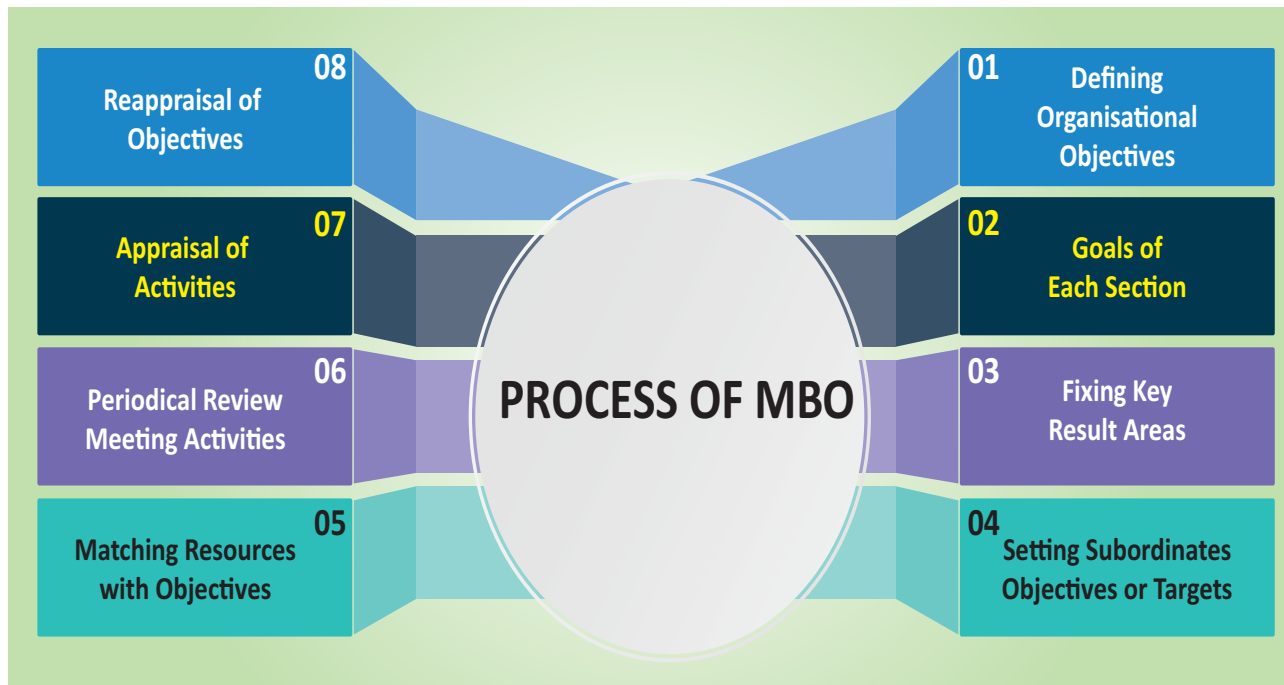 PROCESS OF MBO
01
Defining
Organisational
Objectives
02
Goals of
Each Section
03
Fixing Key
Result Areas
04
Setting Subordinates
Objectives or Targets
05
Matching Resources
with Objectives
06
Periodical Review
Meeting Activities
07
Appraisal of
Activities
08
Reappraisal of
Objectives